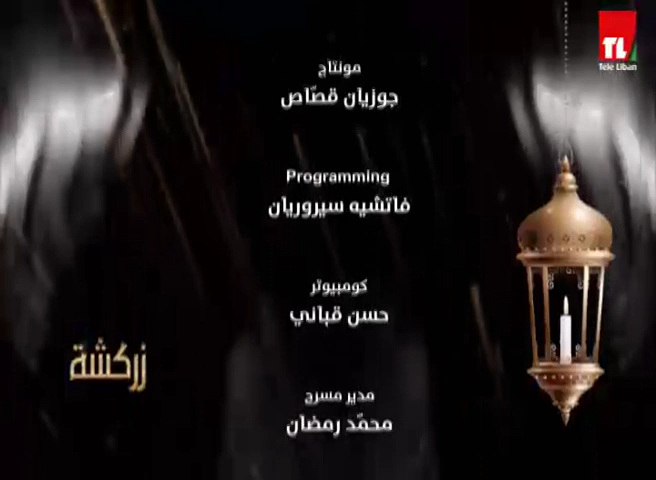 TL
Télé Liban
مونتاج
جوزيان قصّاص
Programming
فاتشيه سيروريان
كومبيوتر
حسن قباني
زركشة
مدير مسرح
محمّد رمضان